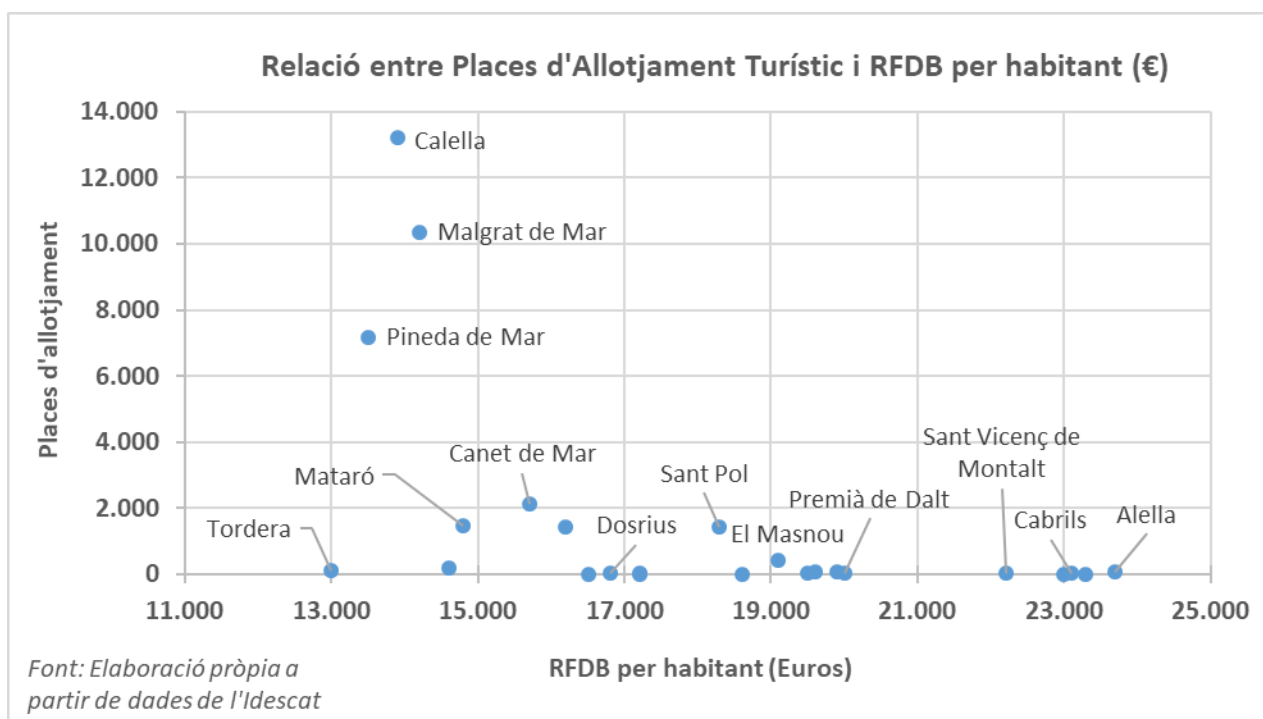 Relació entre Places d'Allotjament Turístic i RFDB per habitant (€)
14.000
12.000
10.000
8.000
6.000
4.000
2.000
0
Places d'allotjament
Calella
Malgrat de Mar
Pineda de Mar
Canet de Mar
Mataró
Tordera
Dosrius
Sant Pol
El Masnou
Premià de Dalt
Sant Vicenç de
Montalt
Cabrils
Alella
11.000 13.000 15.000 17.000 19.000 21.000 23.000 25.000
RFDB per habitant (Euros)
Font: Elaboració pròpia a
partir de dades de l'Idescat